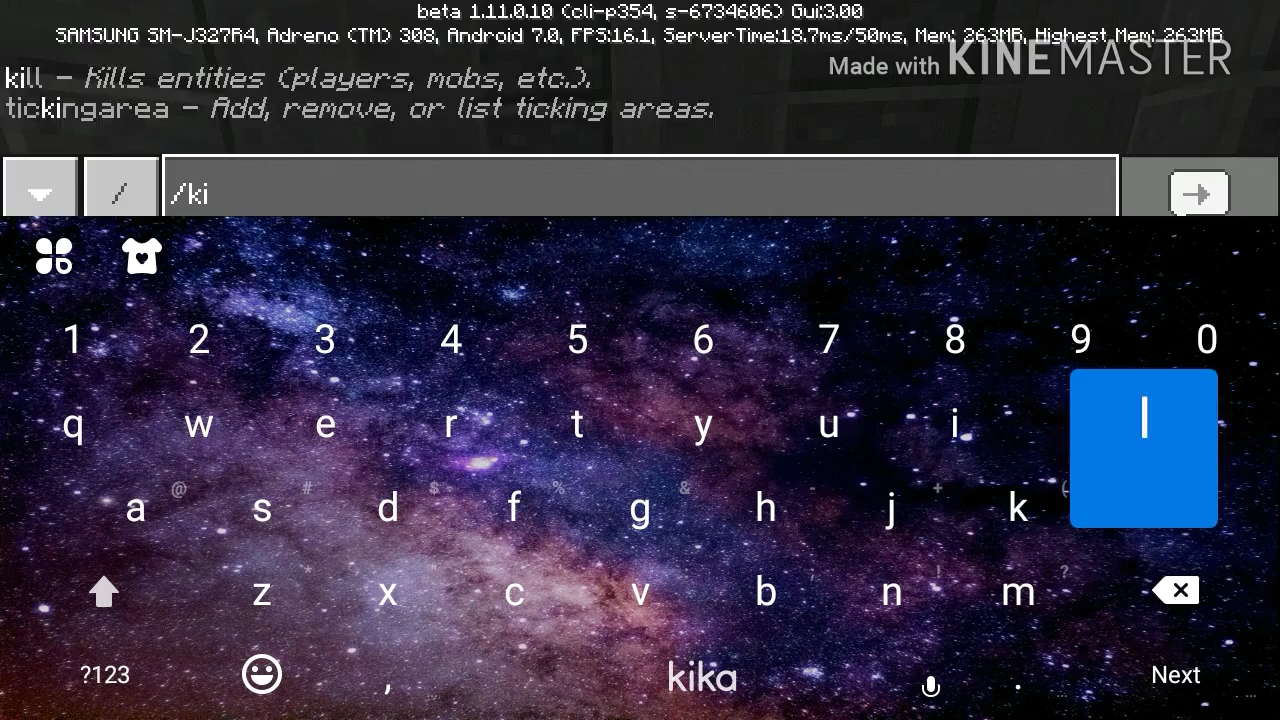 beta 1.11.0.10 (cli-p354, s-6734606) Gui:3.00
SAMSUNG SM-J327R4, Adreno (TM) 308, Android 7.0, FPS:16.1, ServerTime:18.7ms/50ms, Mem: 263MB, Highest Mem: 263MB
Made with KINEMASTER
kill – Kills entities (players, mobs, etc.).
tickingarea – Add, remove, or list ticking areas.
/ /ki
1 2 3 4 5 6 7 8 9 0
q w e r t y u i l
@ # $ % & - + (
a s d f g h j k
* ; ! ?
z x c v b n m
?123 , kika . Next